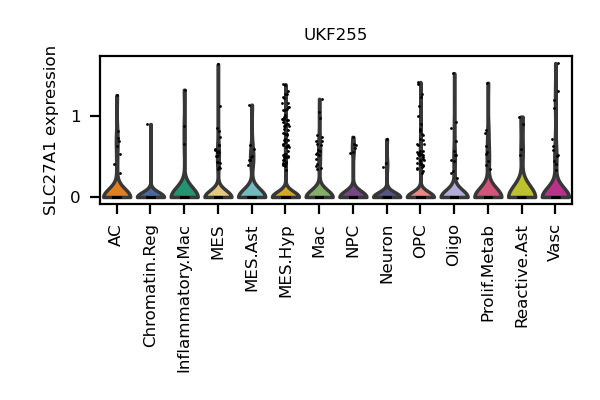 UKF255
SLC27A1 expression
1
0
AC
Chromatin.Reg
Inflammatory.Mac
MES
MES.Ast
MES.Hyp
Mac
NPC
Neuron
OPC
Oligo
Prolif.Metab
Reactive.Ast
Vasc